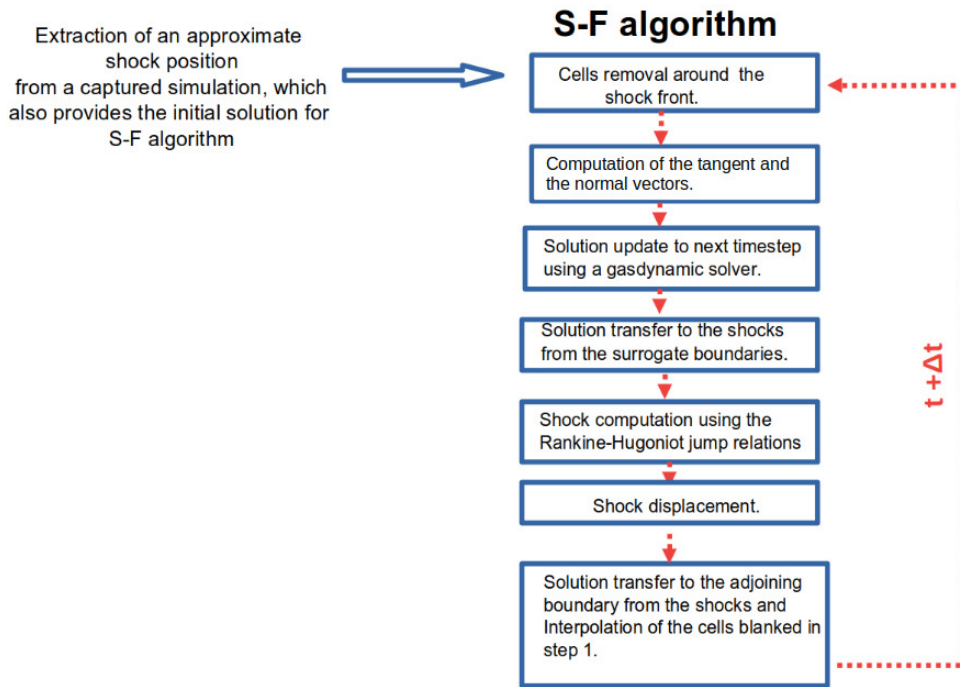 S-F algorithm
Extraction of an approximate
shock position
from a captured simulation, which
also provides the initial solution for
S-F algorithm
Cells removal around the
shock front.
Computation of the tangent and
the normal vectors.
Solution update to next timestep
using a gasdynamic solver.
Solution transfer to the shocks
from the surrogate boundaries.
Shock computation using the
Rankine-Hugoniot jump relations
Shock displacement.
Solution transfer to the adjoining
boundary from the shocks and
Interpolation of the cells blanked in
step 1.
t +Δt